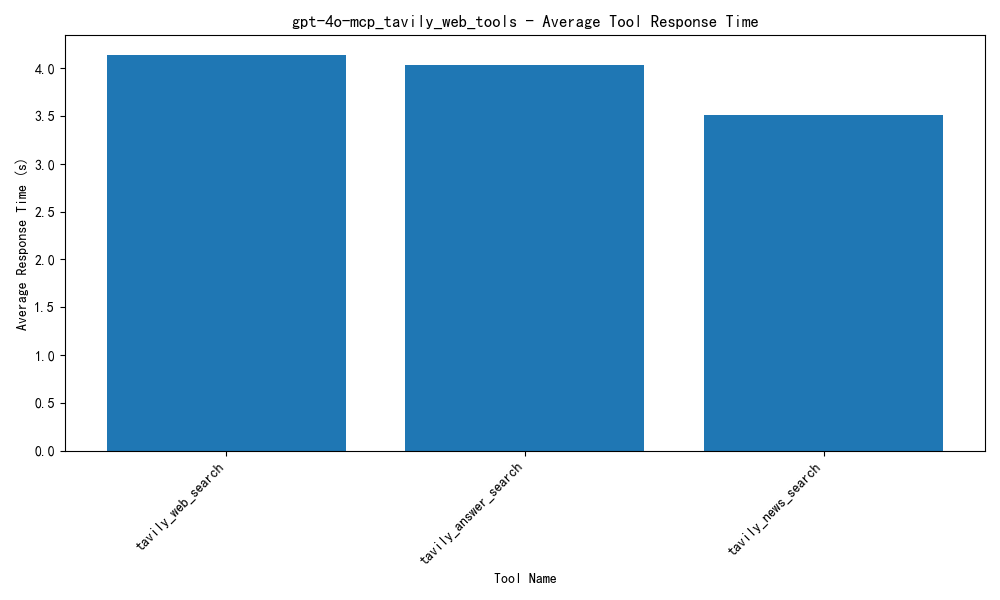 gpt-4o-mcp_tavily_web_tools - Average Tool Response Time
Average Response Time (s)
4.0
3.5
3.0
2.5
2.0
1.5
1.0
0.5
0.0
tavily_web_search
tavily_answer_search
tavily_news_search
Tool Name